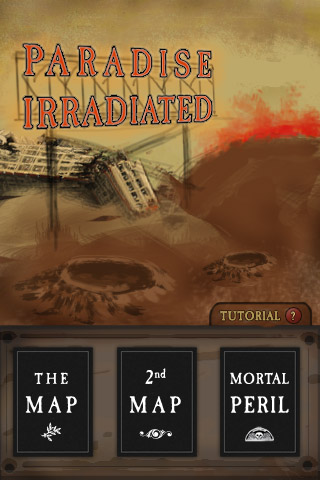 PARADISE
IRRADIATED
TUTORIAL ?
THE
MAP
2nd
MAP
MORTAL
PERIL